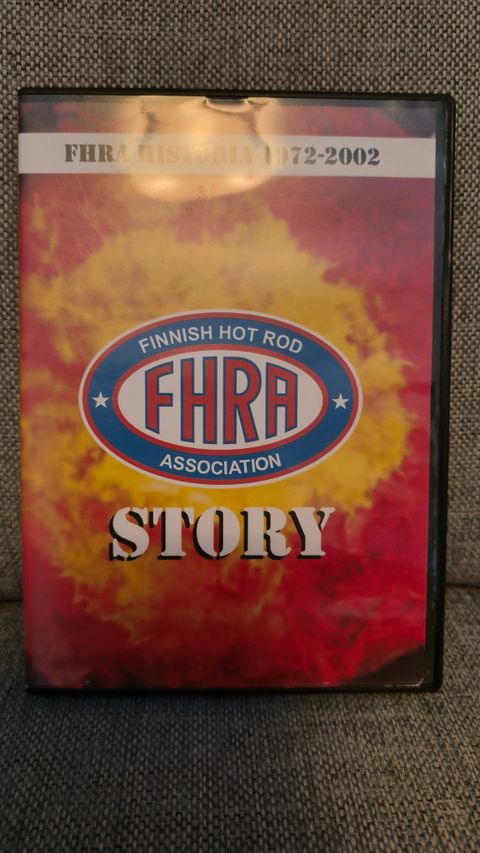 FHRA HISTORIA 1972-2002
FINNISH HOT ROD
FHRA
ASSOCIATION
STORY